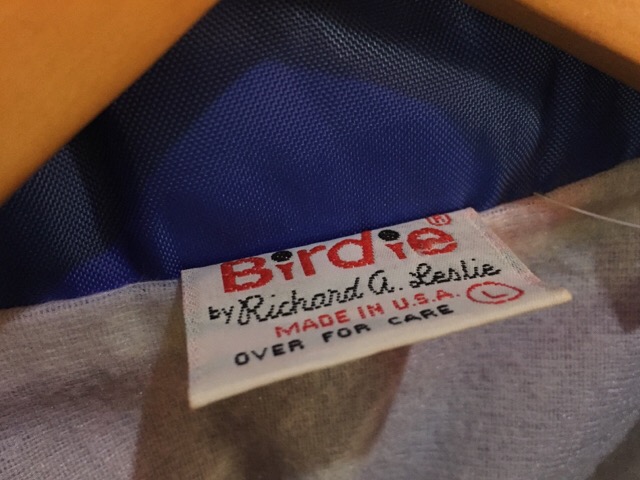 Birdie®
by Richard A. Leslie
MADE IN U.S.A. L
OVER FOR CARE